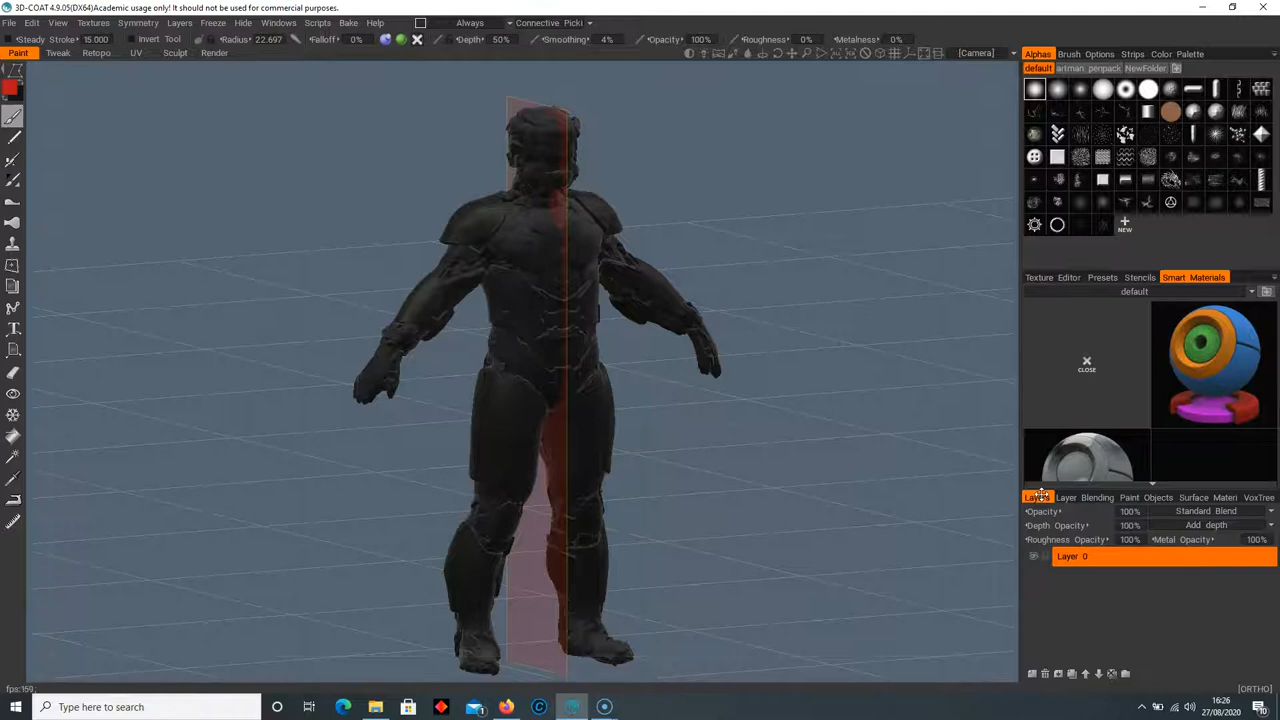 3D-COAT 4.9.05(DX64)Academic usage only! It should not be used for commercial purposes.
File Edit View Textures Symmetry Layers Freeze Hide Windows Scripts Bake Help Always Connective Picki
Steady Stroke 15.000 Invert Tool Radius 22.697 Falloff 0% Depth 50% Smoothing 4% Opacity 100% Roughness 0% Metalness 0%
Paint Tweak Retopo UV Sculpt Render [Camera]
Alphas Brush Options Strips Color Palette
default artman penpack NewFolder
NEW
Texture Editor Presets Stencils Smart Materials
default
CLOSE
Layers Layer Blending Paint Objects Surface Materi VoxTree
Opacity 100% Standard Blend
Depth Opacity 100% Add depth
Roughness Opacity 100% Metal Opacity 100%
Layer 0
fps:159; [ORTHO]
Type here to search
16:26
27/08/2020